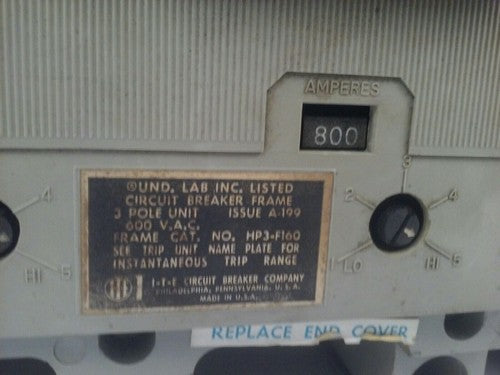 AMPERES
800
3
2 4
1 LO HI 5
4
HI 5
®UND. LAB INC. LISTED
CIRCUIT BREAKER FRAME
3 POLE UNIT ISSUE A-199
600 V.A.C.
FRAME CAT. NO. HP3-F160
SEE TRIP UNIT NAME PLATE FOR
INSTANTANEOUS TRIP RANGE
I-T-E CIRCUIT BREAKER COMPANY
PHILADELPHIA, PENNSYLVANIA, U.S.A.
MADE IN U.S.A.
REPLACE END COVER